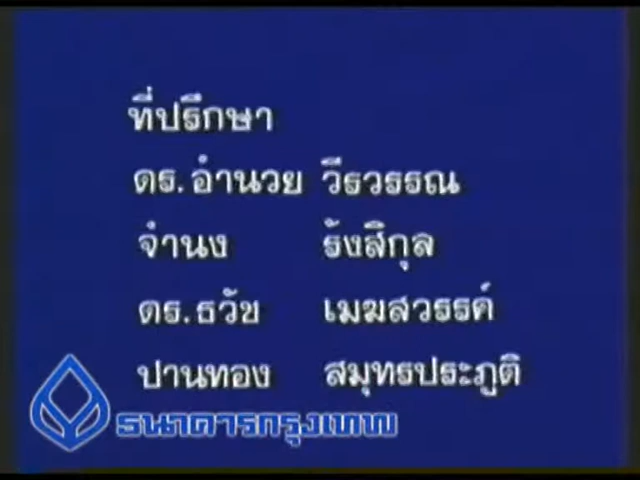 ที่ปรึกษา
ดร. อำนวย วีรวรรณ
จำนง รังสิกุล
ดร. ธวัช เมฆสวรรค์
ปานทอง สมุทรประภูติ
ธนาคารกรุงเทพ